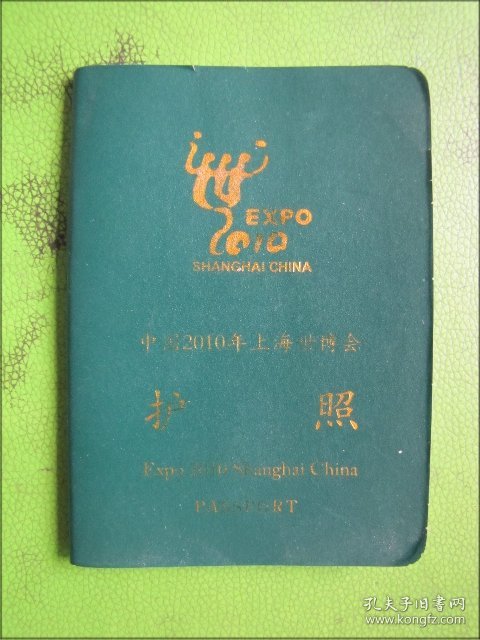 EXPO
2010
SHANGHAI CHINA
中国2010年上海世博会
护照
Expo 2010 Shanghai China
PASSPORT
孔夫子旧书网
www.kongfz.com